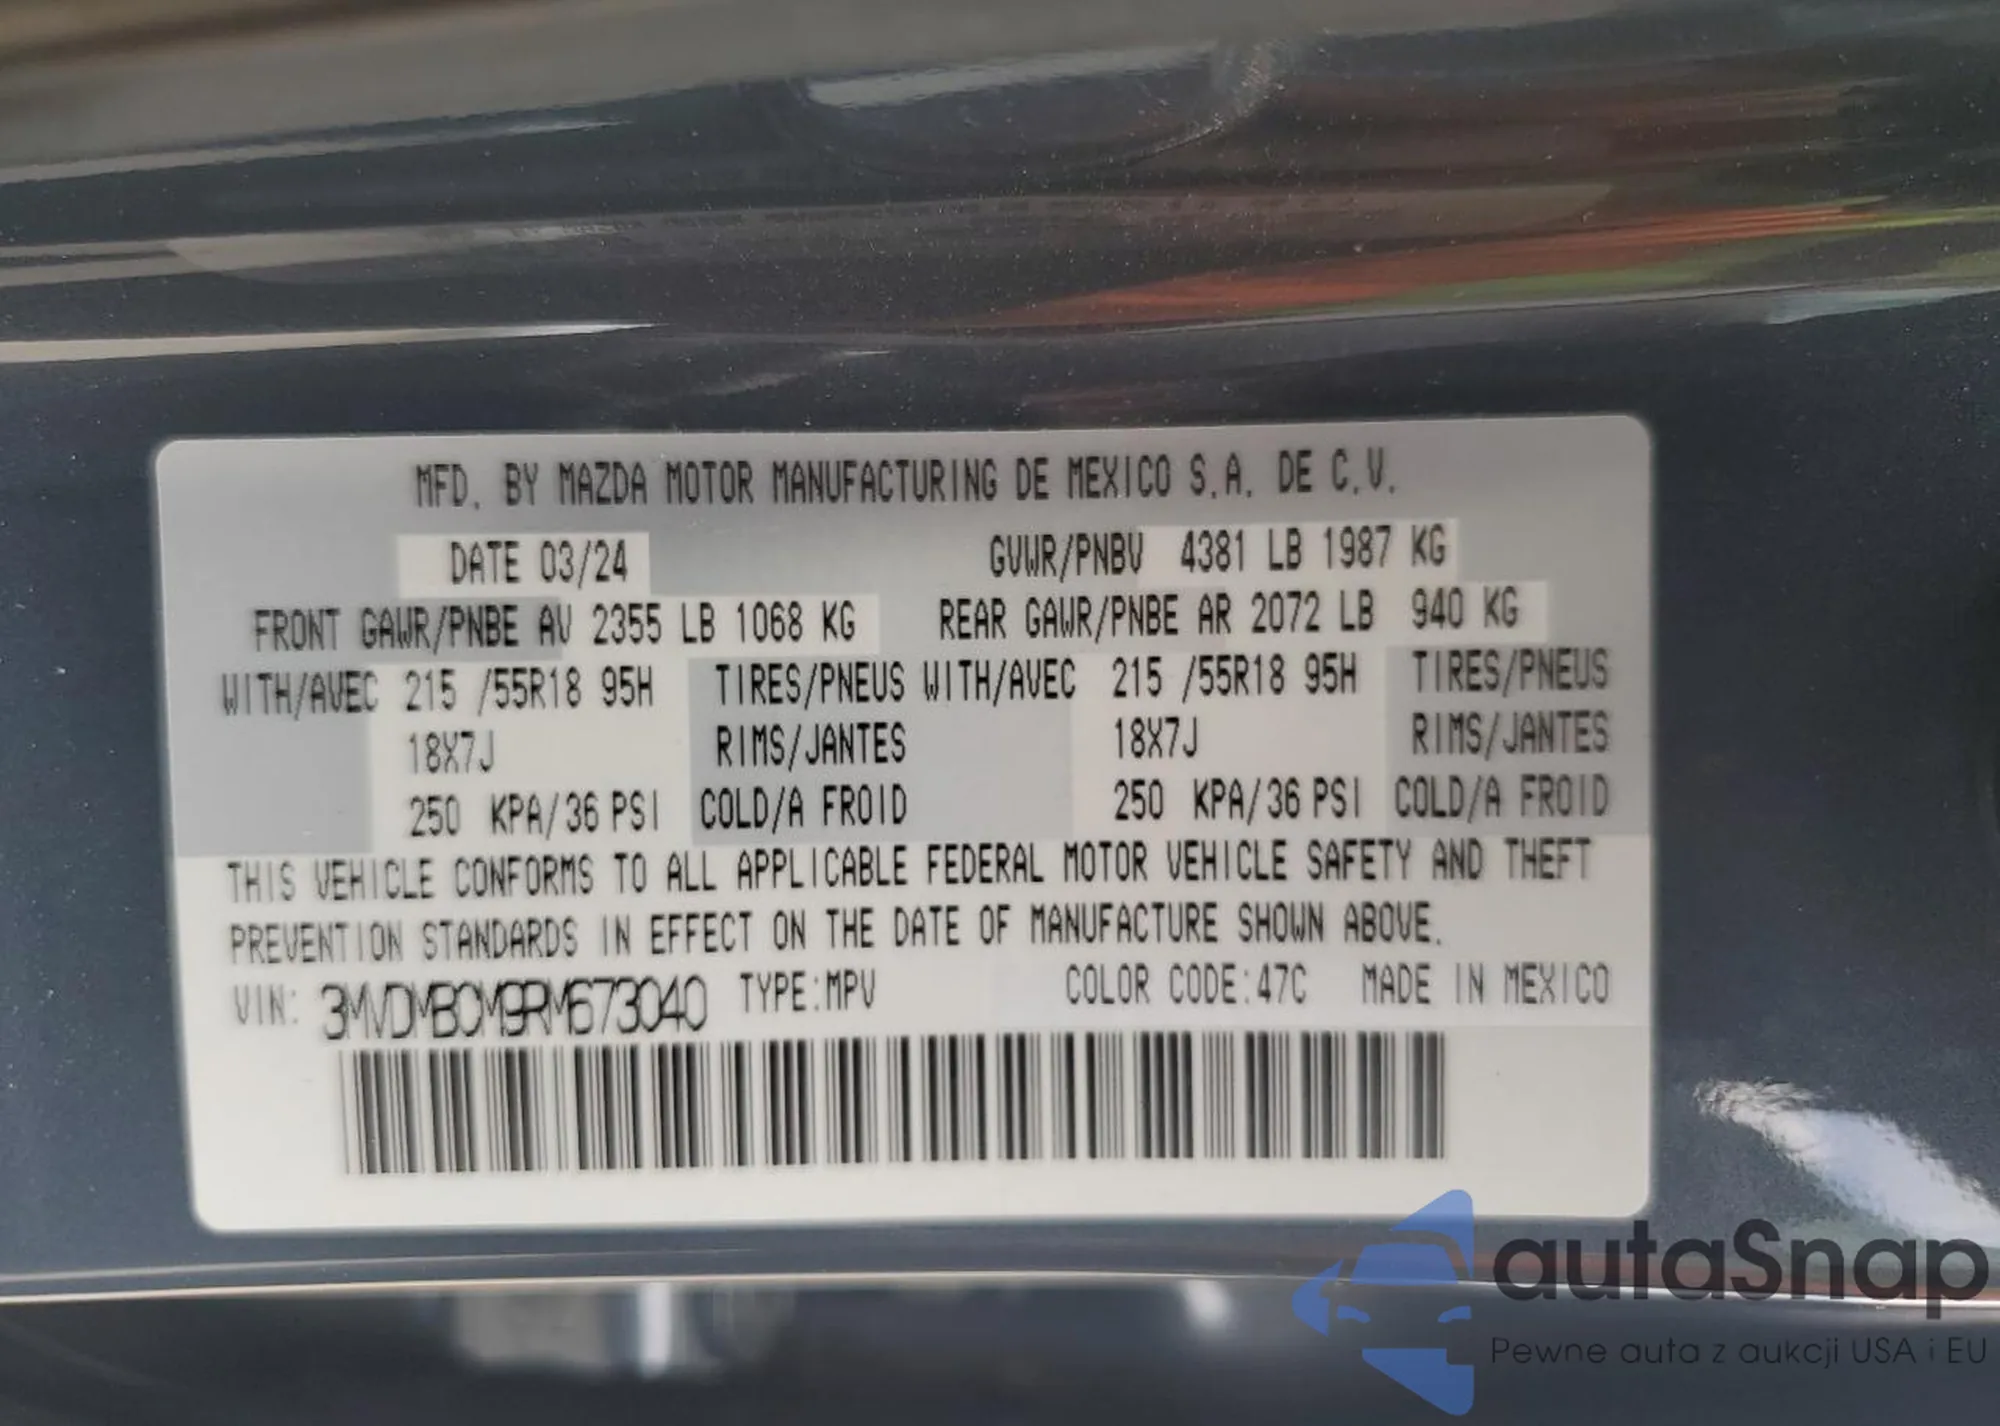 MFD. BY MAZDA MOTOR MANUFACTURING DE MEXICO S.A. DE C.V.
DATE 03/24 GVWR/PNBV 4381 LB 1987 KG
FRONT GAWR/PNBE AV 2355 LB 1068 KG REAR GAWR/PNBE AR 2072 LB 940 KG
WITH/AVEC 215 /55R18 95H TIRES/PNEUS WITH/AVEC 215 /55R18 95H TIRES/PNEUS
18X7J RIMS/JANTES 18X7J RIMS/JANTES
250 KPA/36 PSI COLD/A FROID 250 KPA/36 PSI COLD/A FROID
THIS VEHICLE CONFORMS TO ALL APPLICABLE FEDERAL MOTOR VEHICLE SAFETY AND THEFT
PREVENTION STANDARDS IN EFFECT ON THE DATE OF MANUFACTURE SHOWN ABOVE.
VIN: 3MVDMBCM9RM673040 TYPE:MPV COLOR CODE:47C MADE IN MEXICO
autaSnap
Pewne auta z aukcji USA i EU